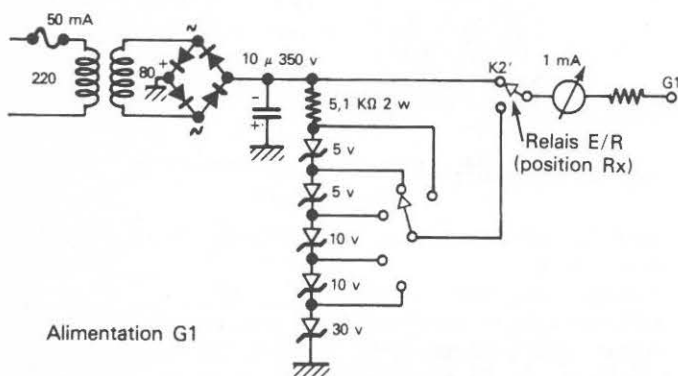 50 mA
220
80
+
~
~
10 µ 350 v
-
+
5,1 KΩ 2 w
5 v
5 v
10 v
10 v
30 v
K2'
1 mA
G1
Relais E/R
(position Rx)
Alimentation G1